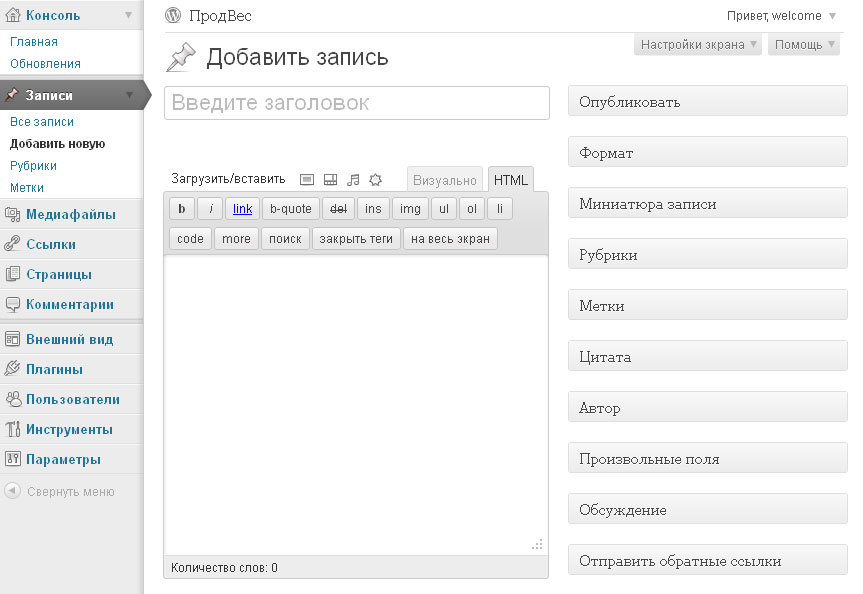 Консоль
Главная
Обновления
Записи
Все записи
Добавить новую
Рубрики
Метки
Медиафайлы
Ссылки
Страницы
Комментарии
Внешний вид
Плагины
Пользователи
Инструменты
Параметры
Свернуть меню
ПродВес
Привет, welcome
Настройки экрана
Помощь
Добавить запись
Введите заголовок
Загрузить/вставить
Визуально
HTML
b i link b-quote del ins img ul ol li
code more поиск закрыть теги на весь экран
Количество слов: 0
Опубликовать
Формат
Миниатюра записи
Рубрики
Метки
Цитата
Автор
Произвольные поля
Обсуждение
Отправить обратные ссылки